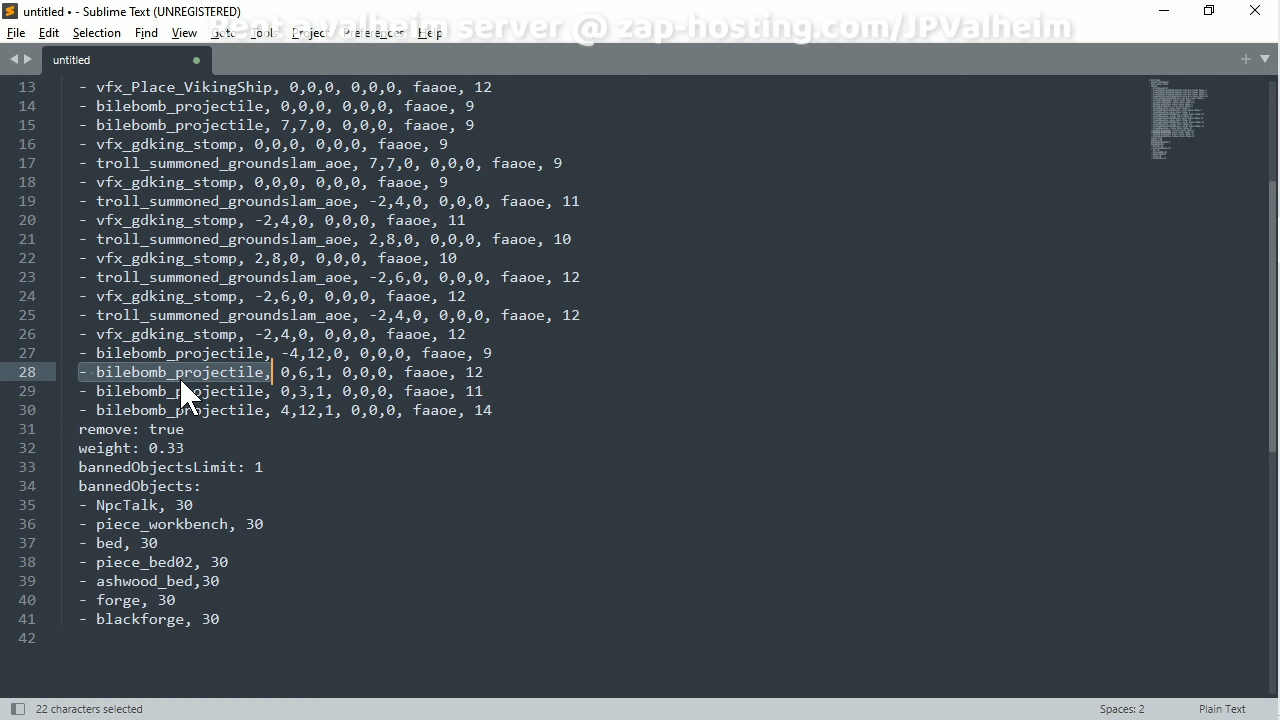 untitled • - Sublime Text (UNREGISTERED)
Rent a valheim server @ zap-hosting.com/JPValheim
File Edit Selection Find View Goto Tools Project Preferences Help
untitled
13 - vfx_Place_VikingShip, 0,0,0, 0,0,0, faaoe, 12
14 - bilebomb_projectile, 0,0,0, 0,0,0, faaoe, 9
15 - bilebomb_projectile, 7,7,0, 0,0,0, faaoe, 9
16 - vfx_gdking_stomp, 0,0,0, 0,0,0, faaoe, 9
17 - troll_summoned_groundslam_aoe, 7,7,0, 0,0,0, faaoe, 9
18 - vfx_gdking_stomp, 0,0,0, 0,0,0, faaoe, 9
19 - troll_summoned_groundslam_aoe, -2,4,0, 0,0,0, faaoe, 11
20 - vfx_gdking_stomp, -2,4,0, 0,0,0, faaoe, 11
21 - troll_summoned_groundslam_aoe, 2,8,0, 0,0,0, faaoe, 10
22 - vfx_gdking_stomp, 2,8,0, 0,0,0, faaoe, 10
23 - troll_summoned_groundslam_aoe, -2,6,0, 0,0,0, faaoe, 12
24 - vfx_gdking_stomp, -2,6,0, 0,0,0, faaoe, 12
25 - troll_summoned_groundslam_aoe, -2,4,0, 0,0,0, faaoe, 12
26 - vfx_gdking_stomp, -2,4,0, 0,0,0, faaoe, 12
27 - bilebomb_projectile, -4,12,0, 0,0,0, faaoe, 9
28 - bilebomb_projectile, 0,6,1, 0,0,0, faaoe, 12
29 - bilebomb_projectile, 0,3,1, 0,0,0, faaoe, 11
30 - bilebomb_projectile, 4,12,1, 0,0,0, faaoe, 14
31 remove: true
32 weight: 0.33
33 bannedObjectsLimit: 1
34 bannedObjects:
35 - NpcTalk, 30
36 - piece_workbench, 30
37 - bed, 30
38 - piece_bed02, 30
39 - ashwood_bed,30
40 - forge, 30
41 - blackforge, 30
42
22 characters selected Spaces: 2 Plain Text